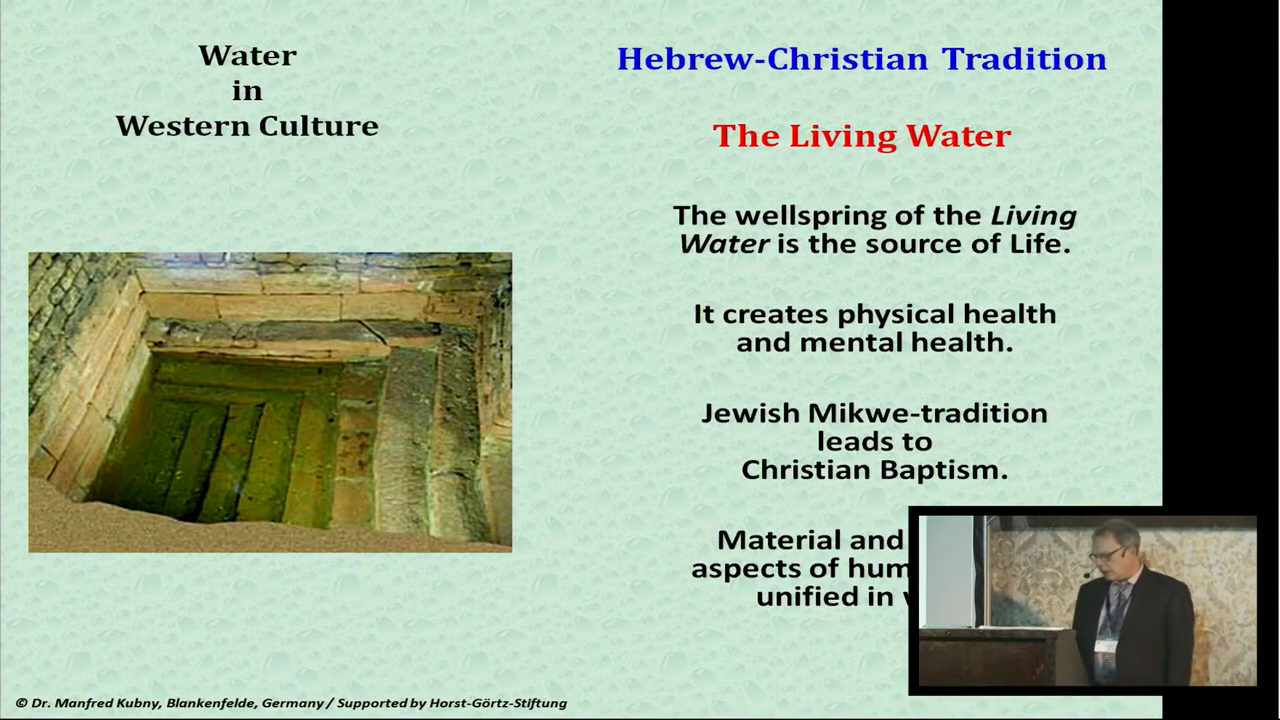 Water
in
Western Culture
Hebrew-Christian Tradition
The Living Water
The wellspring of the Living
Water is the source of Life.
It creates physical health
and mental health.
Jewish Mikwe-tradition
leads to
Christian Baptism.
Material and
aspects of
unified in
© Dr. Manfred Kubny, Blankenfelde, Germany / Supported by Horst-Görtz-Stiftung